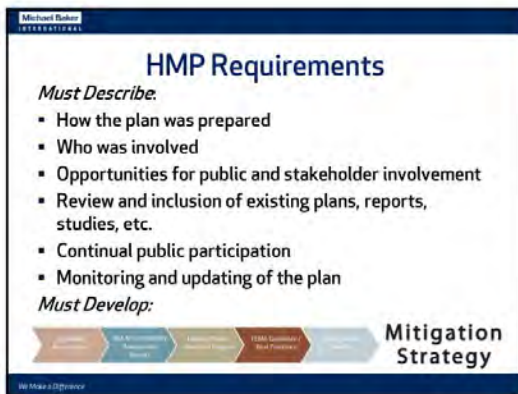 Michael Baker
INTERNATIONAL
HMP Requirements
Must Describe:
▪ How the plan was prepared
▪ Who was involved
▪ Opportunities for public and stakeholder involvement
▪ Review and inclusion of existing plans, reports,
studies, etc.
▪ Continual public participation
▪ Monitoring and updating of the plan
Must Develop:
Mitigation
Strategy
We Make a Difference